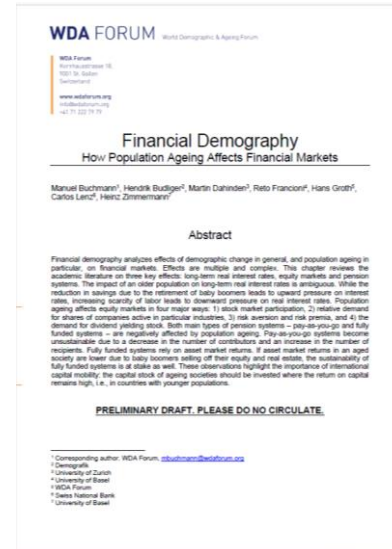 WDA FORUM World Demographic & Ageing Forum
WDA Forum
Kornhausstrasse 18
9001 St. Gallen
Switzerland
www.wdaforum.org
info@wdaforum.org
+41 71 222 79 79
Financial Demography
How Population Ageing Affects Financial Markets
Manuel Buchmann¹, Hendrik Budliger², Martin Dahinden³, Reto Francioni⁴, Hans Groth⁵,
Carlos Lenz⁶, Heinz Zimmermann⁷
Abstract
Financial demography analyzes effects of demographic change in general, and population ageing in
particular, on financial markets. Effects are multiple and complex. This chapter reviews the
academic literature on three key effects: long-term real interest rates, equity markets and pension
systems. The impact of an older population on long-term real interest rates is ambiguous. While the
reduction in savings due to the retirement of baby boomers leads to upward pressure on interest
rates, increasing scarcity of labor leads to downward pressure on real interest rates. Population
ageing affects equity markets in four major ways: 1) stock market participation, 2) relative demand
for shares of companies active in particular industries, 3) risk aversion and risk premia, and 4) the
demand for dividend yielding stock. Both main types of pension systems – pay-as-you-go and fully
funded systems – are negatively affected by population ageing. Pay-as-you-go systems become
unsustainable due to a decrease in the number of contributors and an increase in the number of
recipients. Fully funded systems rely on asset market returns. If asset market returns in an aged
society are lower due to baby boomers selling off their equity and real estate, the sustainability of
fully funded systems is at stake as well. These observations highlight the importance of international
capital mobility: the capital stock of ageing societies should be invested where the return on capital
remains high, i.e., in countries with younger populations.
PRELIMINARY DRAFT. PLEASE DO NO CIRCULATE.
¹ Corresponding author. WDA Forum, mbuchmann@wdaforum.org
² Demografik
³ University of Zurich
⁴ University of Basel
⁵ WDA Forum
⁶ Swiss National Bank
⁷ University of Basel